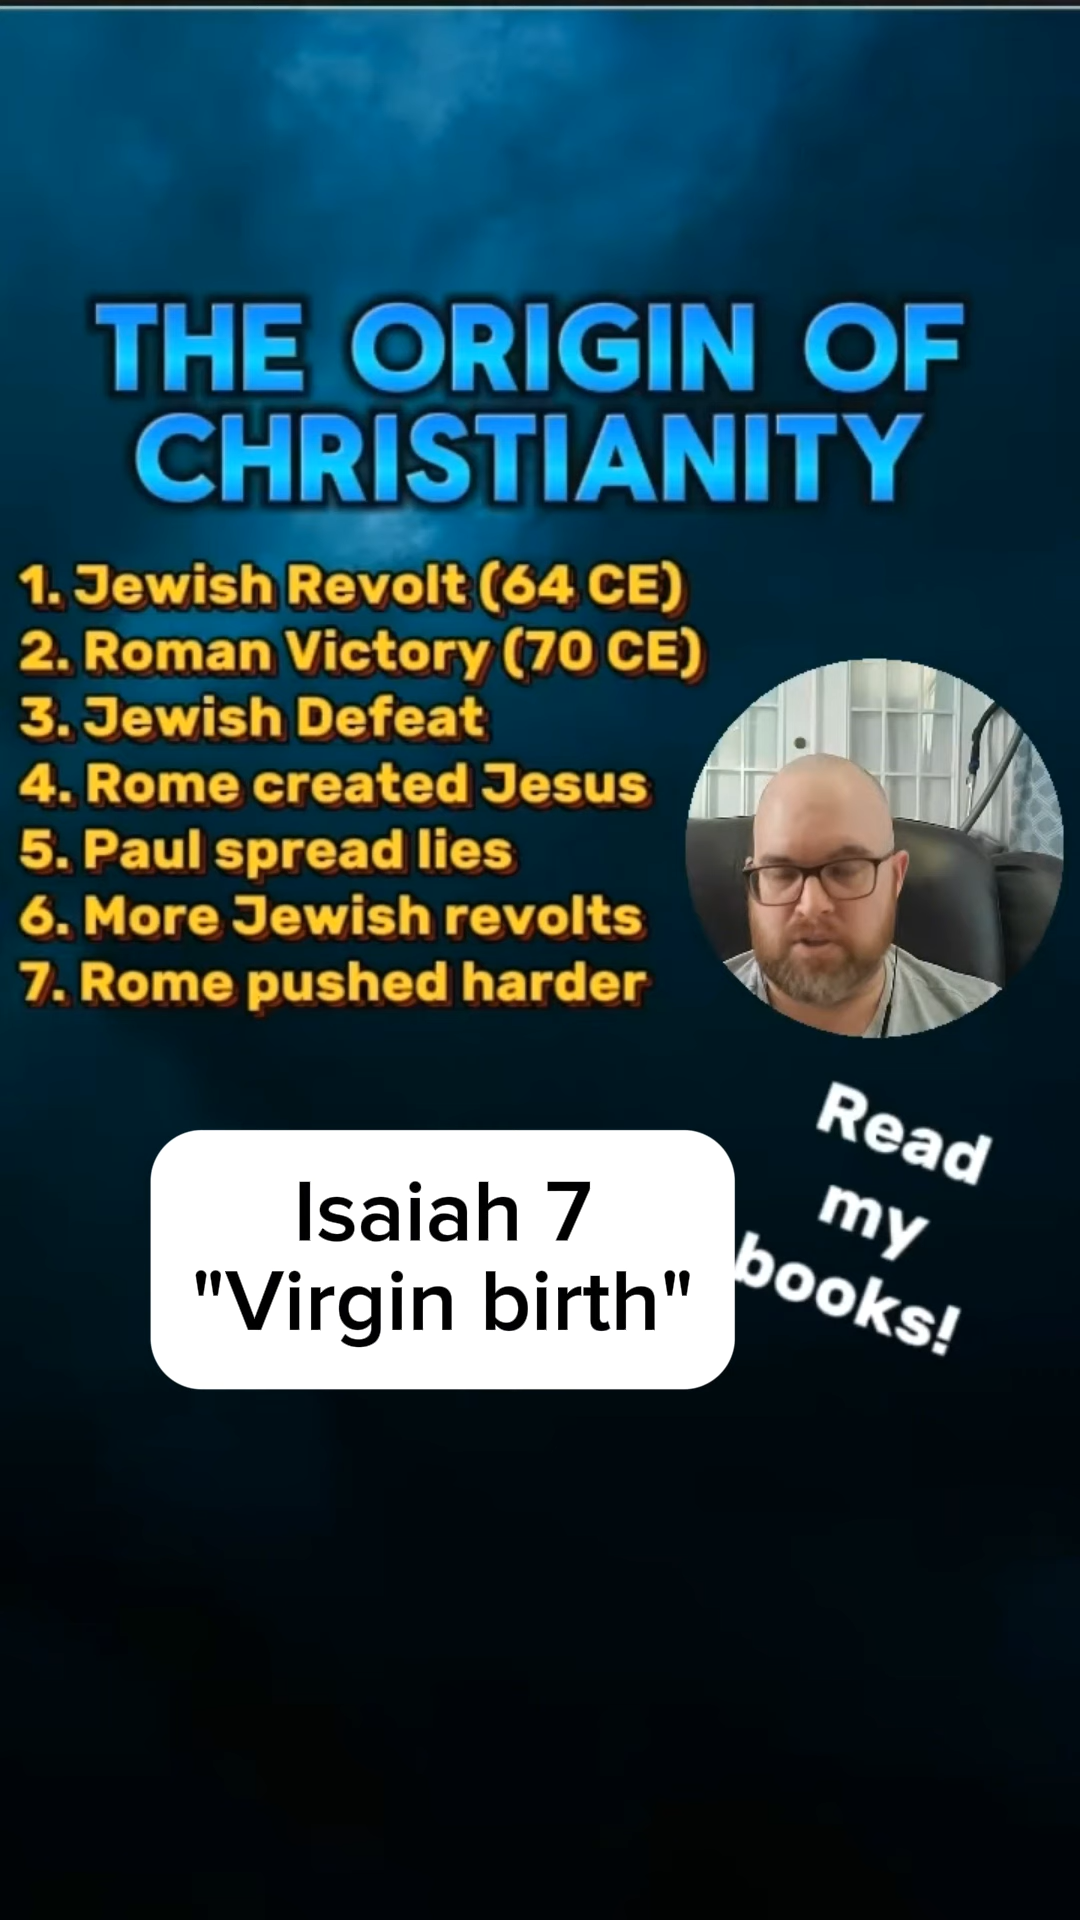 THE ORIGIN OF
CHRISTIANITY
1. Jewish Revolt (64 CE)
2. Roman Victory (70 CE)
3. Jewish Defeat
4. Rome created Jesus
5. Paul spread lies
6. More Jewish revolts
7. Rome pushed harder
Read
my
books!
Isaiah 7
"Virgin birth"